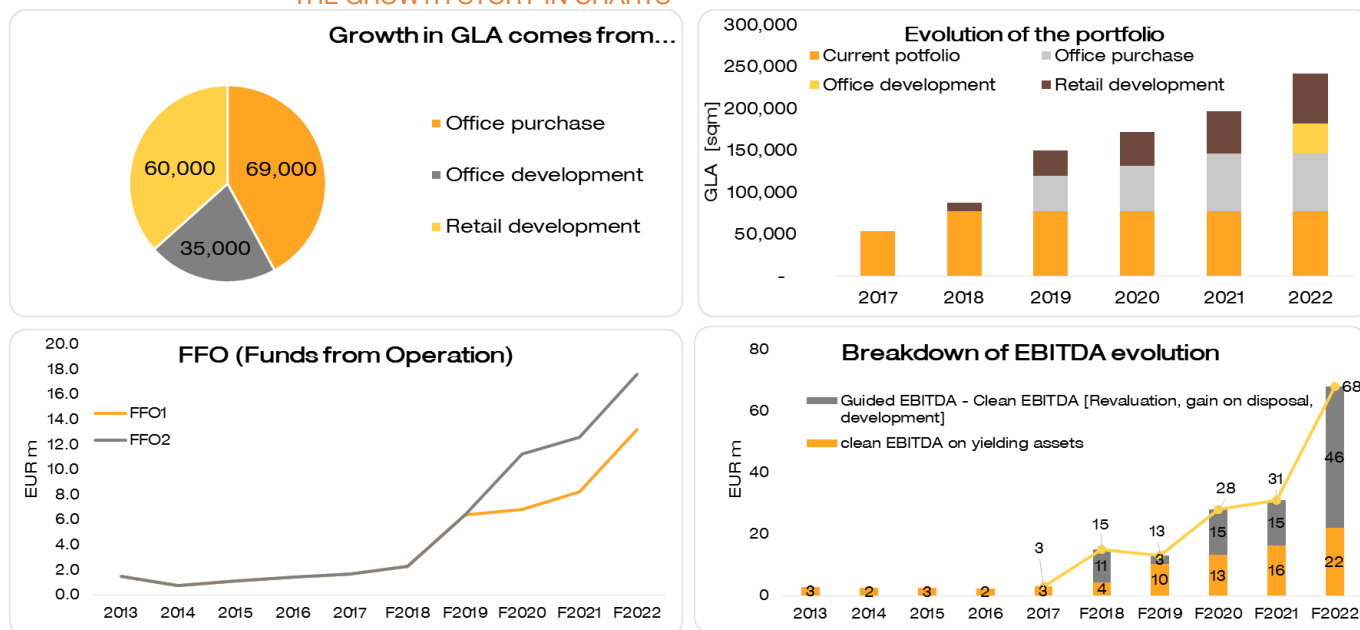 THE GROWTH STORY IN CHARTS
Growth in GLA comes from...
60,000
69,000
35,000
Office purchase
Office development
Retail development
Evolution of the portfolio
Current potfolio
Office purchase
Office development
Retail development
GLA [sqm]
300,000
250,000
200,000
150,000
100,000
50,000
-
2017 2018 2019 2020 2021 2022
FFO (Funds from Operation)
FFO1
FFO2
EUR m
20.0
18.0
16.0
14.0
12.0
10.0
8.0
6.0
4.0
2.0
0.0
2013 2014 2015 2016 2017 F2018 F2019 F2020 F2021 F2022
Breakdown of EBITDA evolution
Guided EBITDA - Clean EBITDA [Revaluation, gain on disposal,
development]
clean EBITDA on yielding assets
EUR m
80
60
40
20
0
3 15 13 28 31 68
11 3 15 15 46
3 2 3 2 3 4 10 13 16 22
2013 2014 2015 2016 2017 F2018 F2019 F2020 F2021 F2022